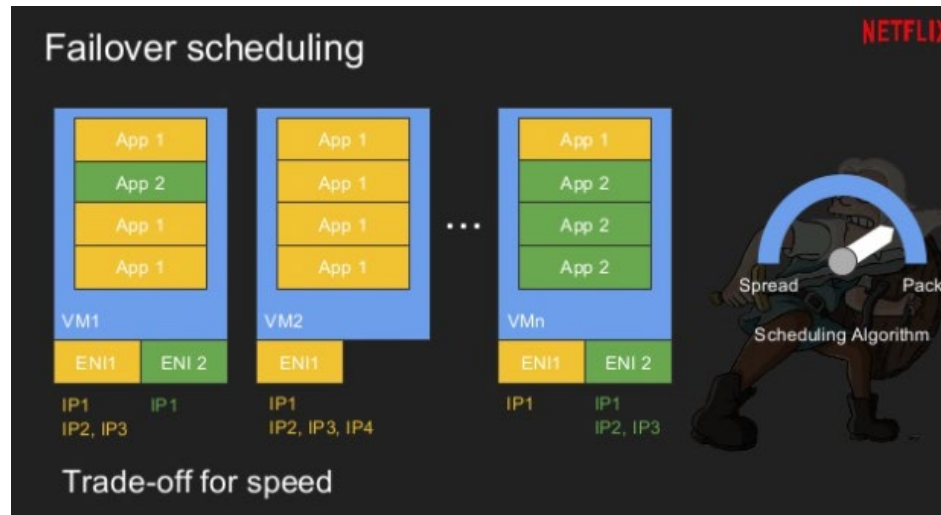 Failover scheduling
NETFLIX
App 1
App 2
App 1
App 1
VM1
ENI1 ENI 2
IP1 IP1
IP2, IP3
App 1
App 1
App 1
App 1
VM2
ENI1
IP1
IP2, IP3, IP4
...
App 1
App 2
App 2
App 2
VMn
ENI1 ENI 2
IP1 IP1
IP2, IP3
Spread Pack
Scheduling Algorithm
Trade-off for speed